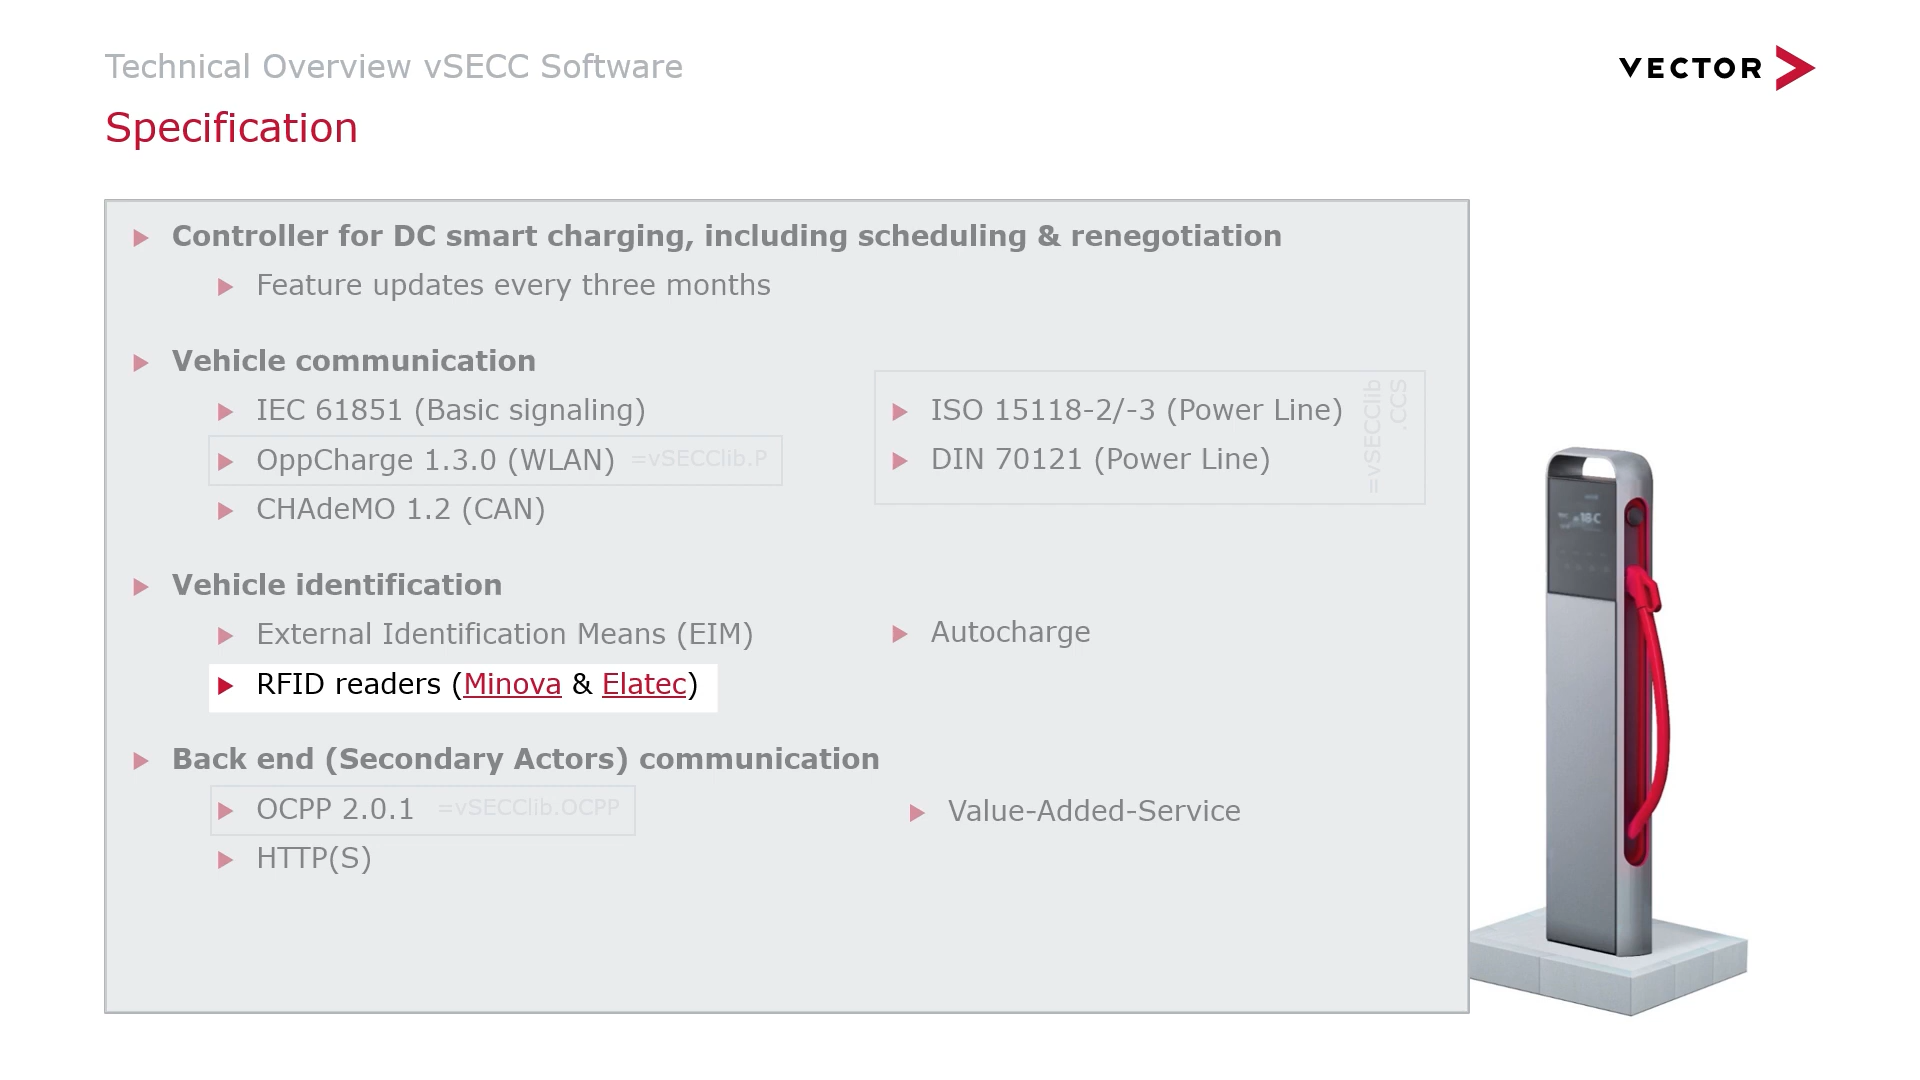 Technical Overview vSECC Software
VECTOR
Specification
Controller for DC smart charging, including scheduling & renegotiation
Feature updates every three months
Vehicle communication
IEC 61851 (Basic signaling)
OppCharge 1.3.0 (WLAN) =vSECClib.P
CHAdeMO 1.2 (CAN)
ISO 15118-2/-3 (Power Line)
DIN 70121 (Power Line)
=vSECClib
.CCS
Vehicle identification
External Identification Means (EIM)
Autocharge
RFID readers (Minova & Elatec)
Back end (Secondary Actors) communication
OCPP 2.0.1 =vSECClib.OCPP
Value-Added-Service
HTTP(S)